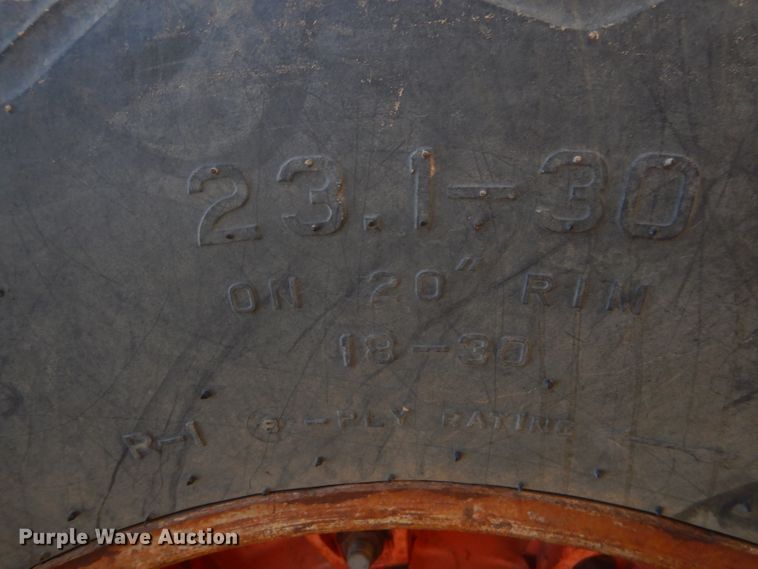 23.1-30
ON 20" RIM
18-30
R-1 8-PLY RATING
Purple Wave Auction